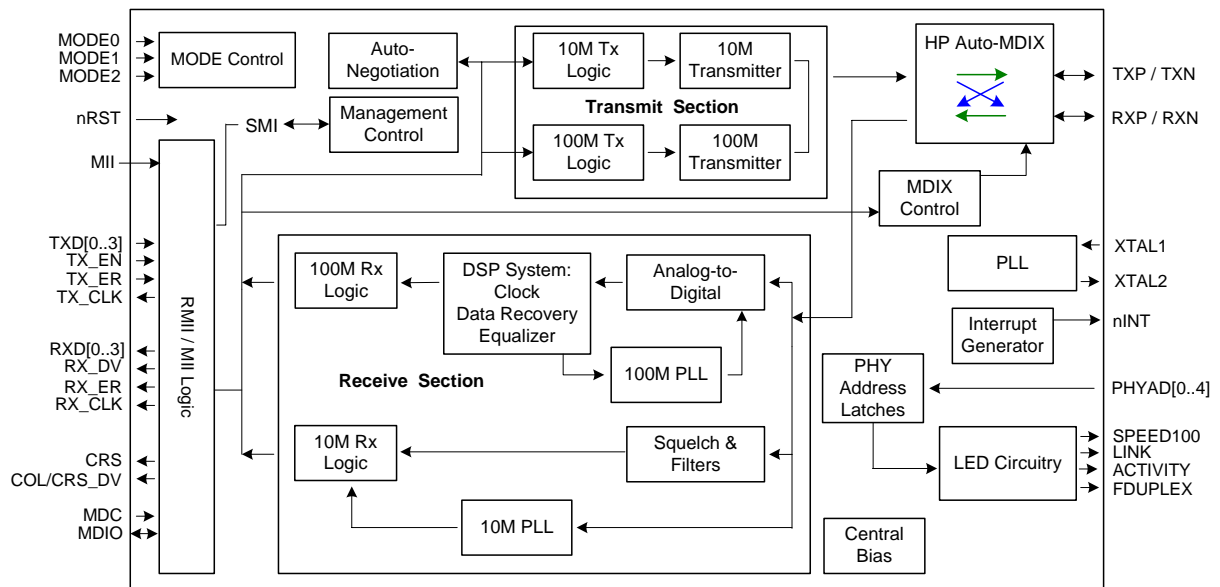 MODE0
MODE1
MODE2
nRST
MII
TXD[0..3]
TX_EN
TX_ER
TX_CLK
RXD[0..3]
RX_DV
RX_ER
RX_CLK
CRS
COL/CRS_DV
MDC
MDIO
MODE Control
Auto-
Negotiation
SMI
Management
Control
RMII / MII Logic
10M Tx
Logic
10M
Transmitter
Transmit Section
100M Tx
Logic
100M
Transmitter
HP Auto-MDIX
MDIX
Control
100M Rx
Logic
DSP System:
Clock
Data Recovery
Equalizer
Analog-to-
Digital
100M PLL
Receive Section
10M Rx
Logic
Squelch &
Filters
10M PLL
PLL
Interrupt
Generator
PHY
Address
Latches
LED Circuitry
Central
Bias
TXP / TXN
RXP / RXN
XTAL1
XTAL2
nINT
PHYAD[0..4]
SPEED100
LINK
ACTIVITY
FDUPLEX